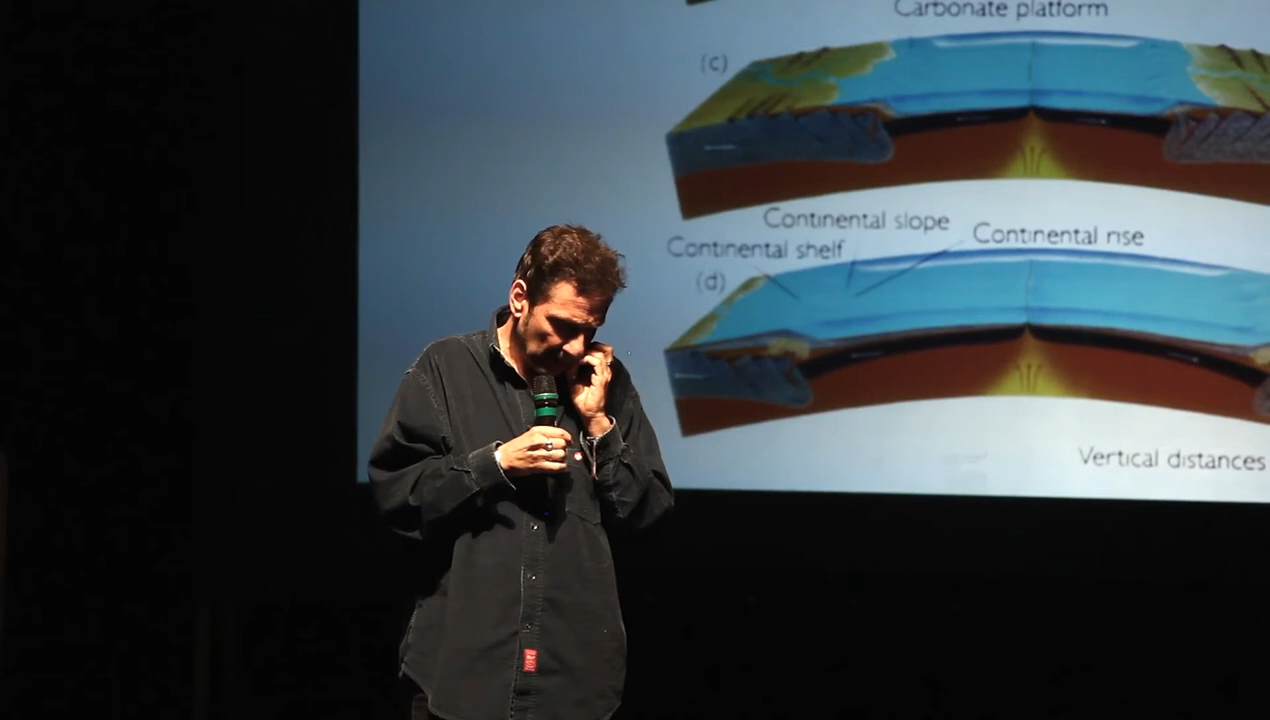 Carbonate platform
(c)
Continental slope
Continental shelf
Continental rise
(d)
Vertical distances